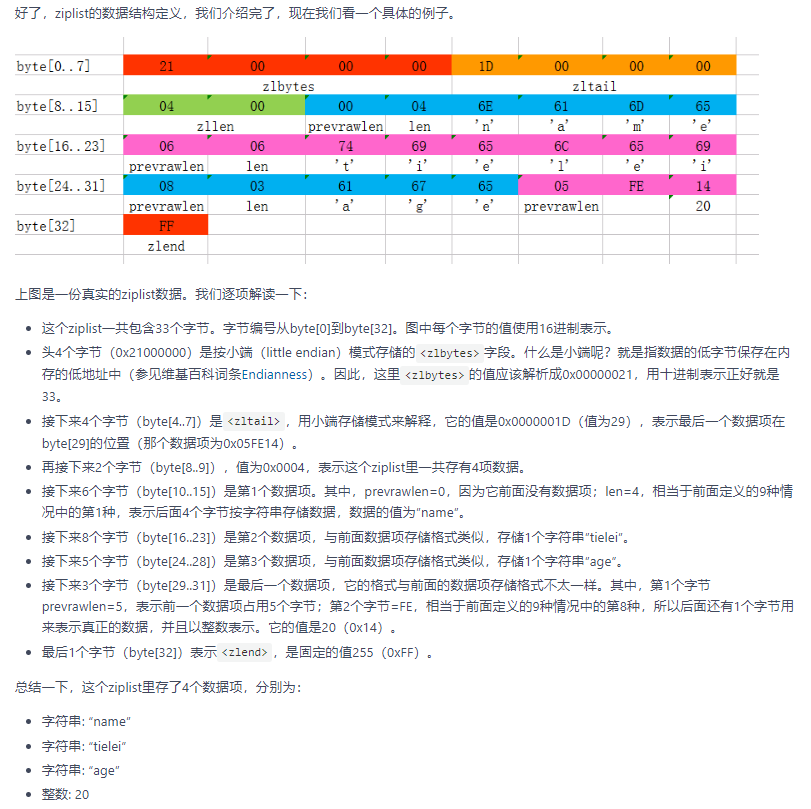 好了，ziplist的数据结构定义，我们介绍完了，现在我们看一个具体的例子。
byte[0..7] 21 00 00 00 1D 00 00 00
zlbytes zltail
byte[8..15] 04 00 00 04 6E 61 6D 65
zllen prevrawlen len 'n' 'a' 'm' 'e'
byte[16..23] 06 06 74 69 65 6C 65 69
prevrawlen len 't' 'i' 'e' 'l' 'e' 'i'
byte[24..31] 08 03 61 67 65 05 FE 14
prevrawlen len 'a' 'g' 'e' prevrawlen 20
byte[32] FF
zlend
上图是一份真实的ziplist数据。我们逐项解读一下：
• 这个ziplist一共包含33个字节。字节编号从byte[0]到byte[32]。图中每个字节的值使用16进制表示。
• 头4个字节（0x21000000）是按小端（little endian）模式存储的<zlbytes>字段。什么是小端呢？就是指数据的低字节保存在内
存的低地址中（参见维基百科词条Endianness）。因此，这里<zlbytes>的值应该解析成0x00000021，用十进制表示正好就是
33。
• 接下来4个字节（byte[4..7]）是<zltail>，用小端存储模式来解释，它的值是0x0000001D（值为29），表示最后一个数据项在
byte[29]的位置（那个数据项为0x05FE14）。
• 再接下来2个字节（byte[8..9]），值为0x0004，表示这个ziplist里一共存有4项数据。
• 接下来6个字节（byte[10..15]）是第1个数据项。其中，prevrawlen=0，因为它前面没有数据项；len=4，相当于前面定义的9种情
况中的第1种，表示后面4个字节按字符串存储数据，数据的值为“name”。
• 接下来8个字节（byte[16..23]）是第2个数据项，与前面数据项存储格式类似，存储1个字符串“tielei”。
• 接下来5个字节（byte[24..28]）是第3个数据项，与前面数据项存储格式类似，存储1个字符串“age”。
• 接下来3个字节（byte[29..31]）是最后一个数据项，它的格式与前面的数据项存储格式不太一样。其中，第1个字节
prevrawlen=5，表示前一个数据项占用5个字节；第2个字节=FE，相当于前面定义的9种情况中的第8种，所以后面还有1个字节用
来表示真正的数据，并且以整数表示。它的值是20（0x14）。
• 最后1个字节（byte[32]）表示<zlend>，是固定的值255（0xFF）。
总结一下，这个ziplist里存了4个数据项，分别为：
• 字符串: “name”
• 字符串: “tielei”
• 字符串: “age”
• 整数: 20